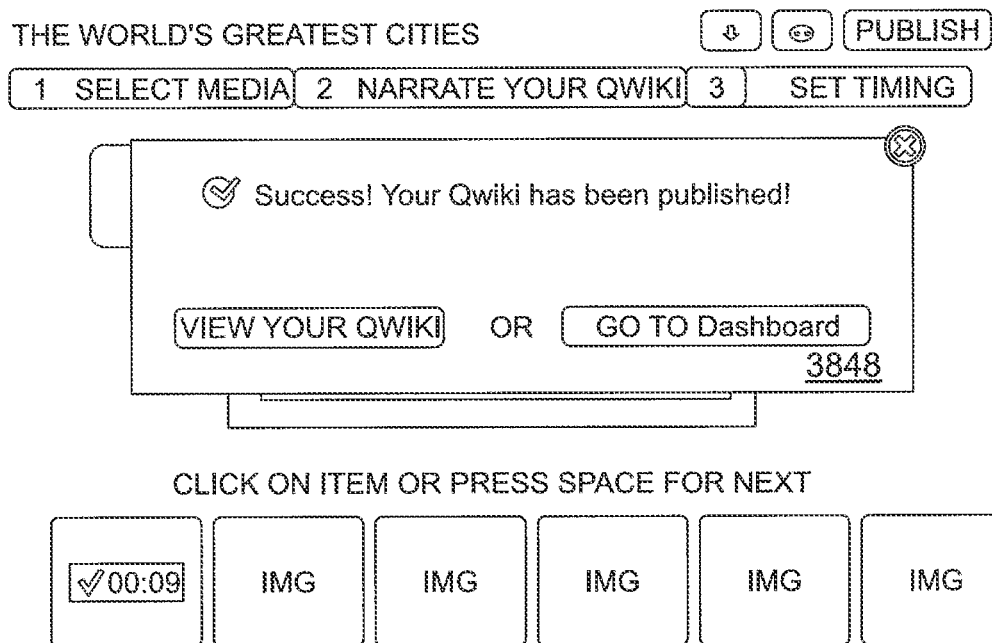 THE WORLD'S GREATEST CITIES PUBLISH
1 SELECT MEDIA 2 NARRATE YOUR QWIKI 3 SET TIMING
Success! Your Qwiki has been published!
VIEW YOUR QWIKI OR GO TO Dashboard
3848
CLICK ON ITEM OR PRESS SPACE FOR NEXT
00:09 IMG IMG IMG IMG IMG